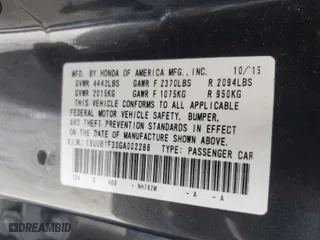 MFD. BY HONDA OF AMERICA MFG., INC. 10/15
GVWR 4442LBS GAWR F 2370LBS R 2094LBS
GVWR 2015KG GAWR F 1075KG R 950KG
THIS VEHICLE CONFORMS TO ALL APPLICABLE
FEDERAL MOTOR VEHICLE SAFETY, BUMPER,
AND THEFT PREVENTION STANDARDS IN EFFECT ON
THE DATE OF MANUFACTURE SHOWN ABOVE.
V.I.N.: 19UUB1F30GA002288
TYPE: PASSENGER CAR
NH782M - A - A